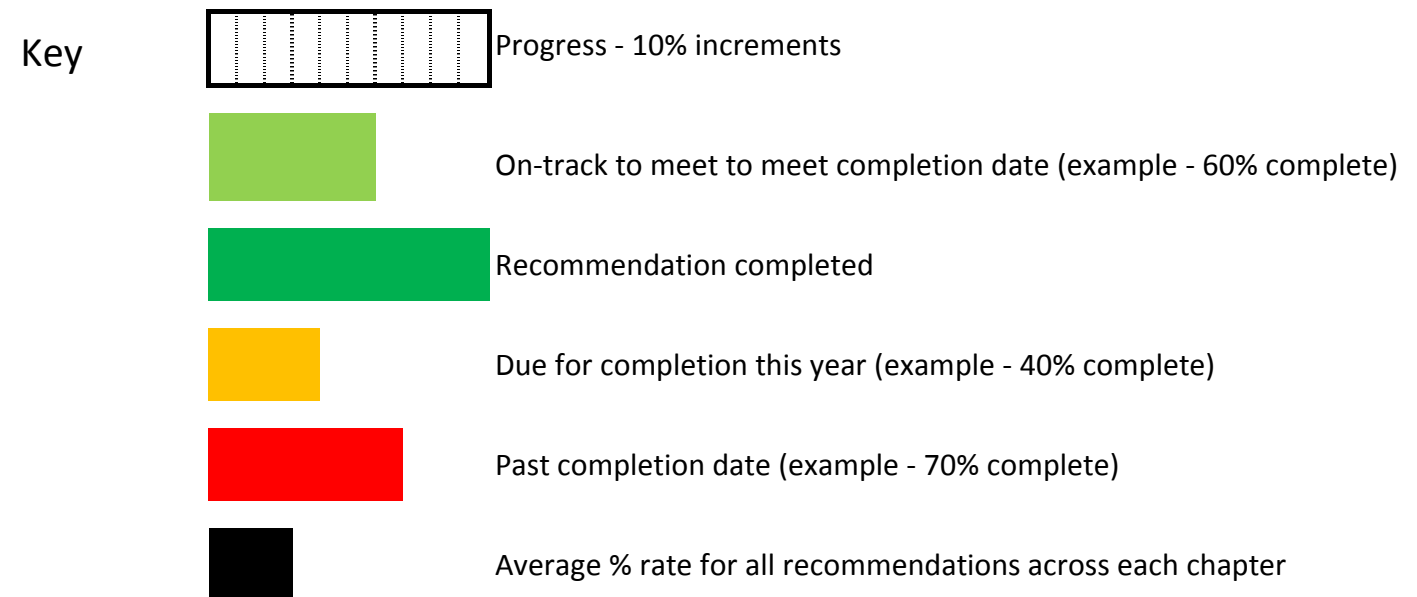 Key
Progress - 10% increments
On-track to meet to meet completion date (example - 60% complete)
Recommendation completed
Due for completion this year (example - 40% complete)
Past completion date (example - 70% complete)
Average % rate for all recommendations across each chapter